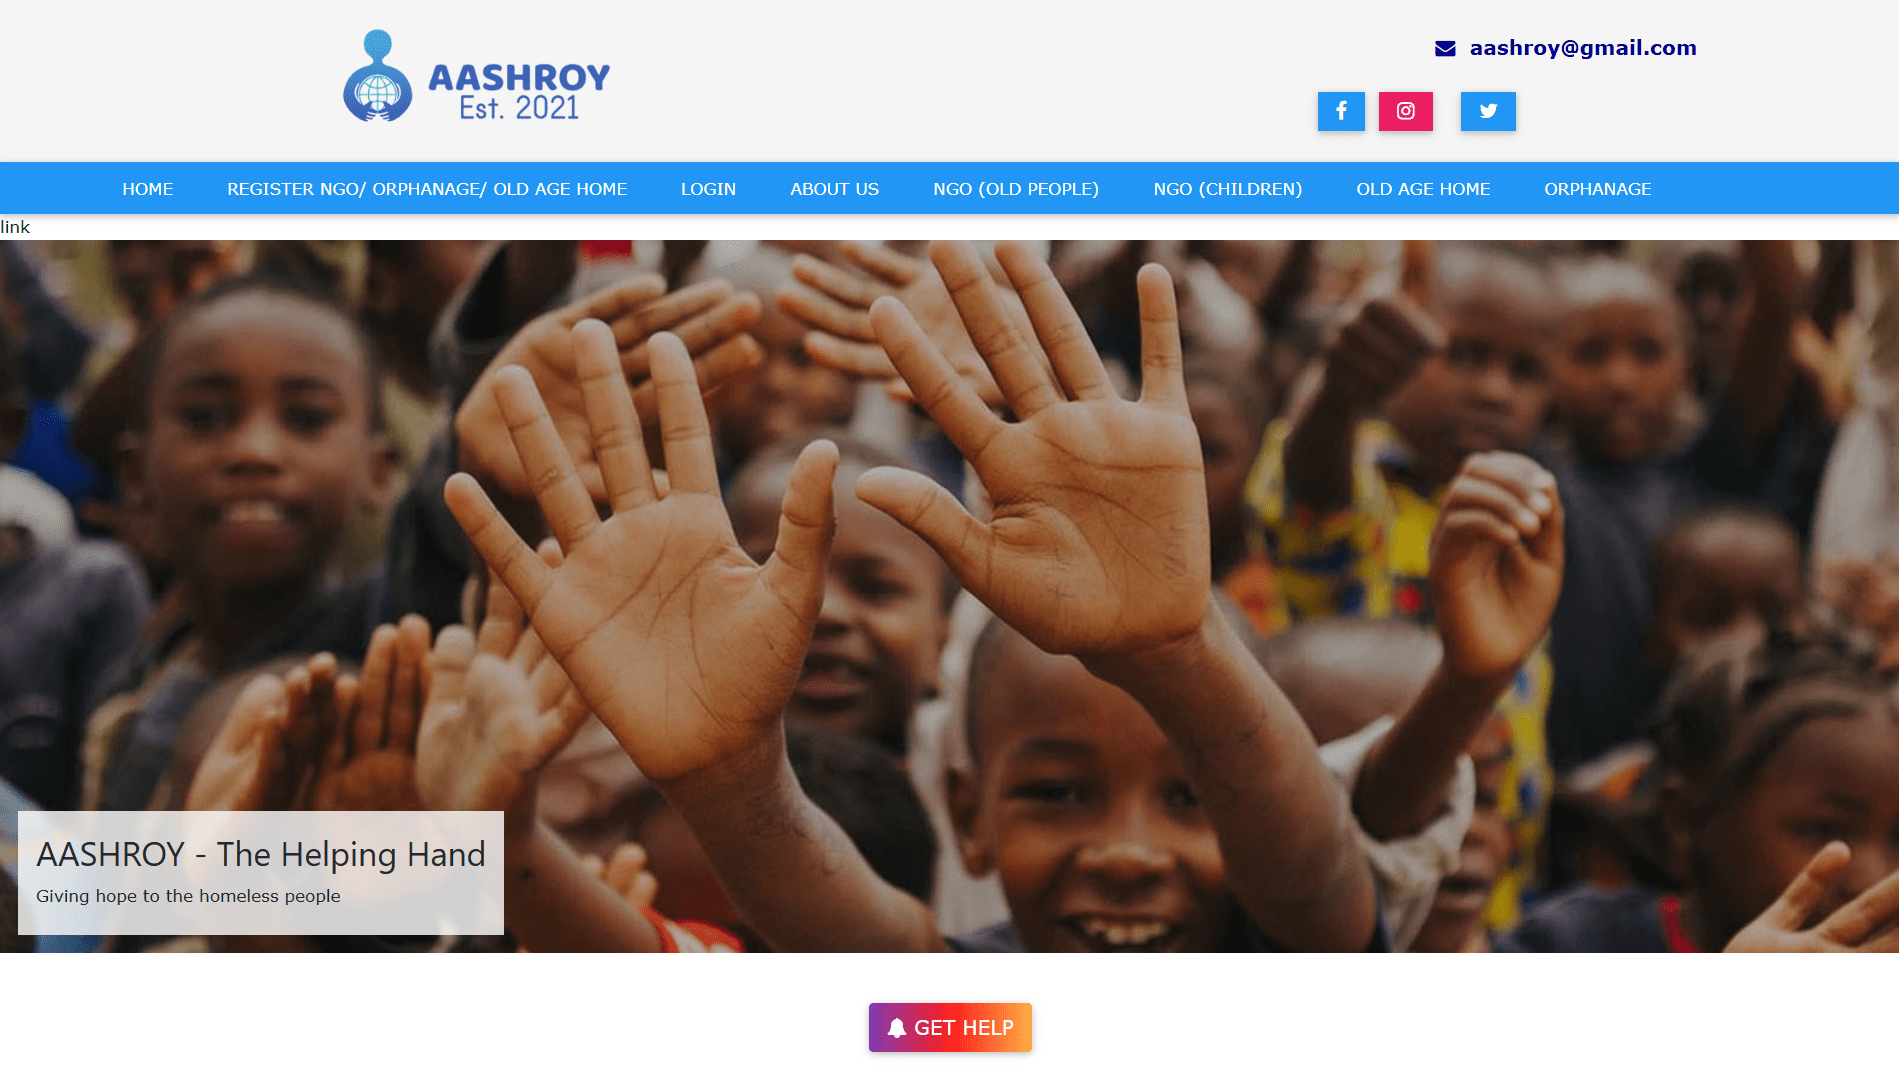 AASHROY
Est. 2021
aashroy@gmail.com
HOME REGISTER NGO/ ORPHANAGE/ OLD AGE HOME LOGIN ABOUT US NGO (OLD PEOPLE) NGO (CHILDREN) OLD AGE HOME ORPHANAGE
link
AASHROY - The Helping Hand
Giving hope to the homeless people
GET HELP